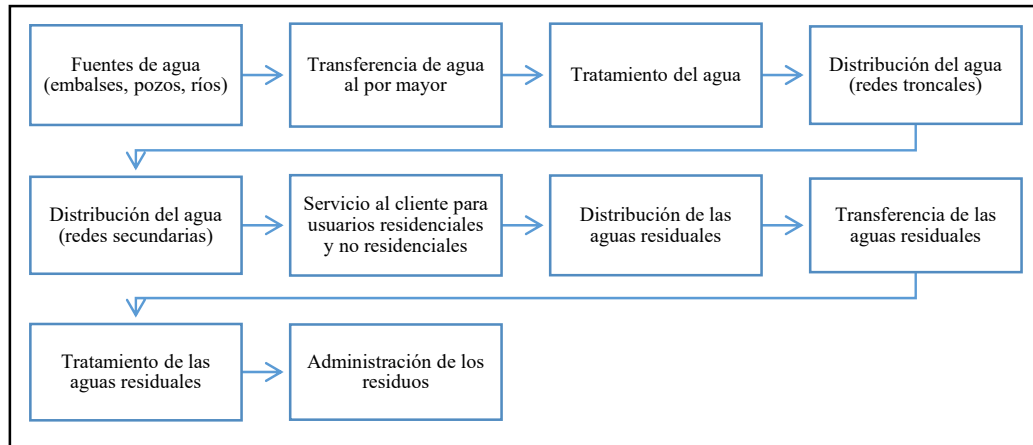 Fuentes de agua
(embalses, pozos, ríos)
Transferencia de agua
al por mayor
Tratamiento del agua
Distribución del agua
(redes troncales)
Distribución del agua
(redes secundarias)
Servicio al cliente para
usuarios residenciales
y no residenciales
Distribución de las
aguas residuales
Transferencia de las
aguas residuales
Tratamiento de las
aguas residuales
Administración de los
residuos